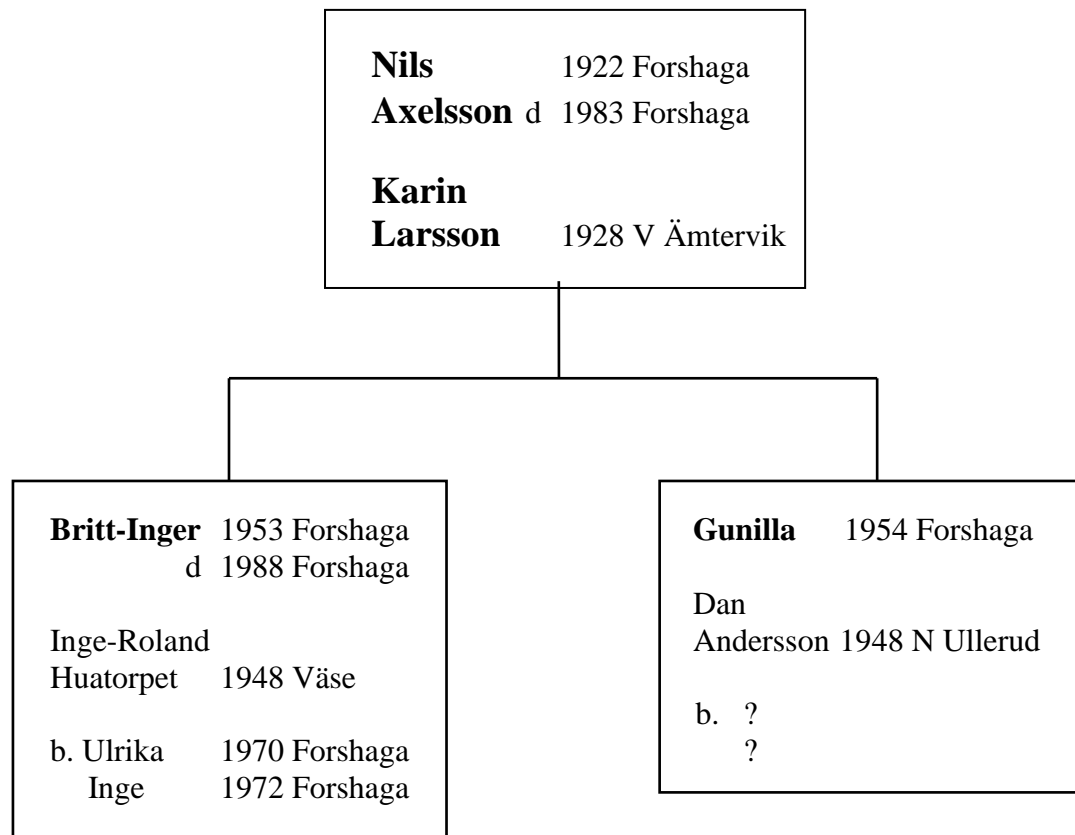 Nils 1922 Forshaga
Axelsson d 1983 Forshaga
Karin
Larsson 1928 V Ämtervik
Britt-Inger 1953 Forshaga
d 1988 Forshaga
Inge-Roland
Huatorpet 1948 Väse
b. Ulrika 1970 Forshaga
Inge 1972 Forshaga
Gunilla 1954 Forshaga
Dan
Andersson 1948 N Ullerud
b. ?
?